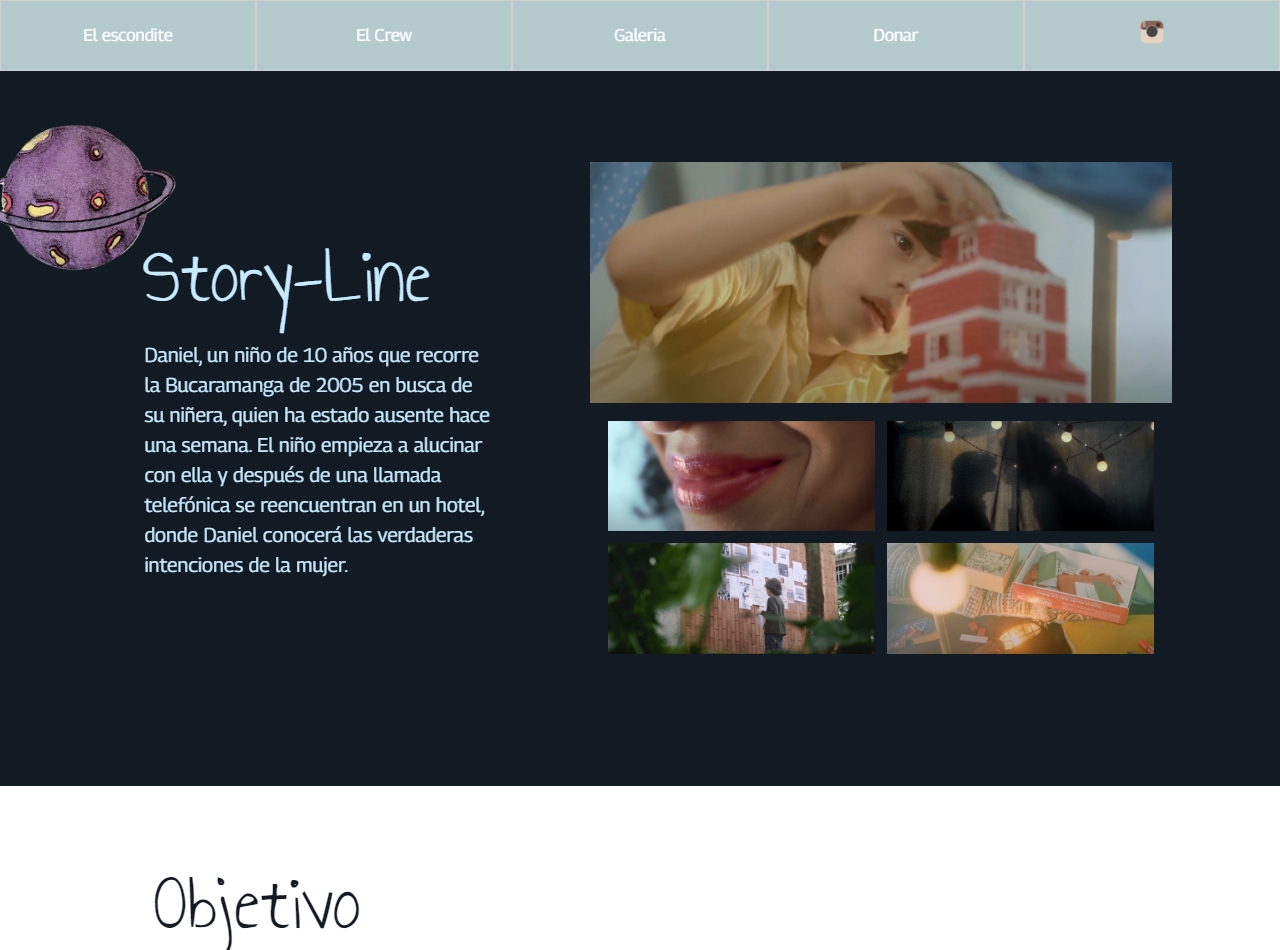 El escondite
El Crew
Galeria
Donar
Story-Line
Daniel, un niño de 10 años que recorre
la Bucaramanga de 2005 en busca de
su niñera, quien ha estado ausente hace
una semana. El niño empieza a alucinar
con ella y después de una llamada
telefónica se reencuentran en un hotel,
donde Daniel conocerá las verdaderas
intenciones de la mujer.
Objetivo